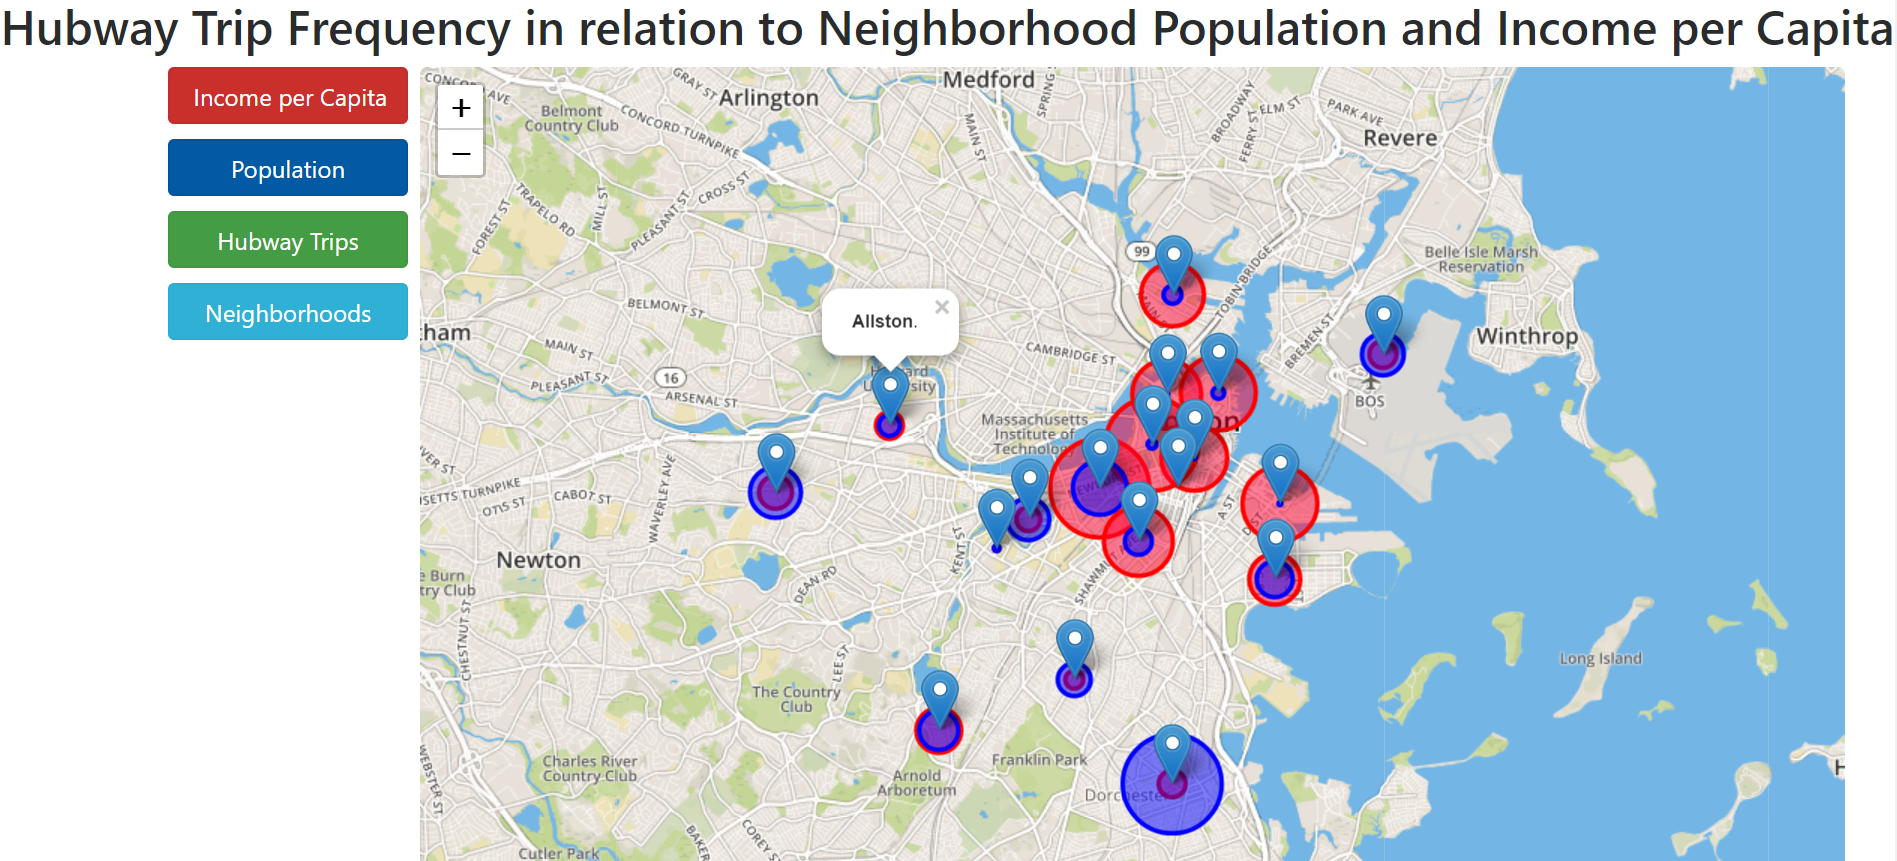 Hubway Trip Frequency in relation to Neighborhood Population and Income per Capita
Income per Capita
Population
Hubway Trips
Neighborhoods
+
−
Allston.
×
Medford
Arlington
Belmont
Country Club
GRAY ST
CONCORD TURNPIKE
MAIN ST
BROADWAY
ELM ST
FERRY ST
PARK AVE
Revere
TRAPELO RD
MILL ST
CROSS ST
PLEASANT ST
FOREST ST
99
Belle Isle Marsh
Reservation
TOBIN BRIDGE
BELMONT ST
MAIN ST
BREMEN ST
Winthrop
MAIN ST
CAMBRIDGE ST
16
PLEASANT ST
ARSENAL ST
BOS
Massachusetts
Institute of
Technology
WAVERLEY AVE
CABOT ST
OTIS ST
A ST
D ST
KENT ST
Newton
DEAN RD
SHAWMUT AVE
CHESTNUT ST
LEE ST
Long Island
The Country
Club
Franklin Park
Charles River
Country Club
Arnold
Arboretum
WEBSTER ST
COREY ST
Cutler Park